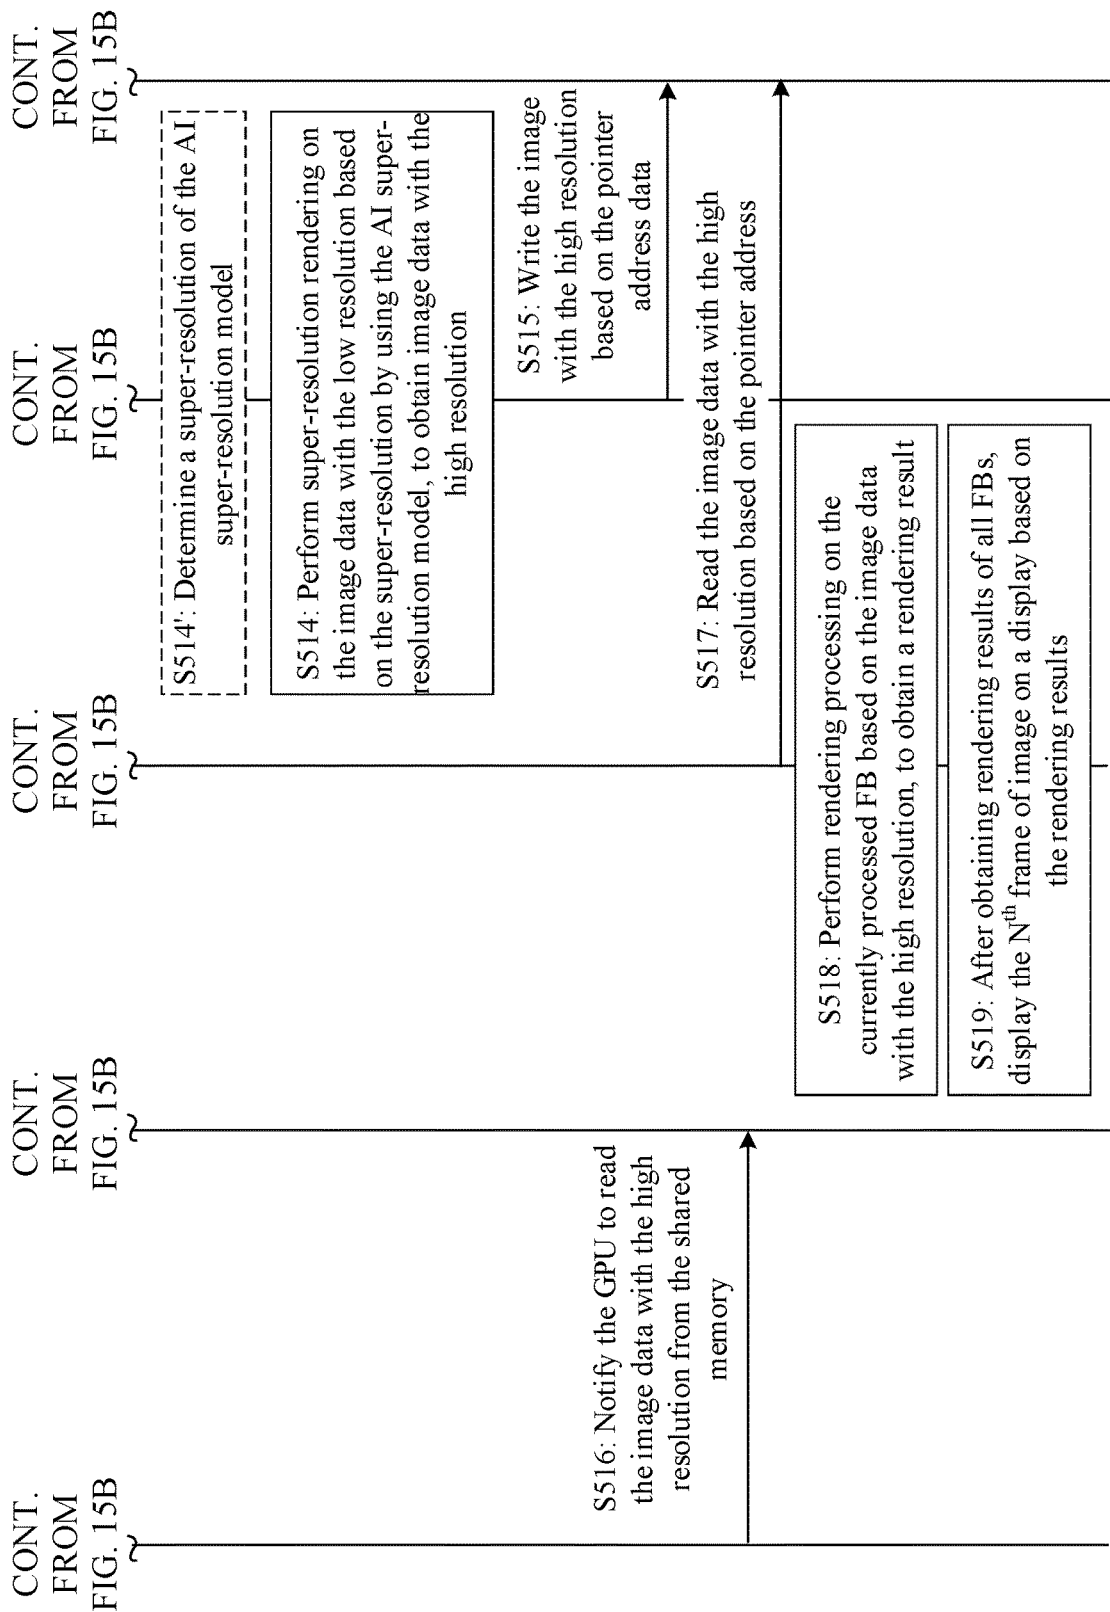 CONT.
FROM
FIG. 15B
CONT.
FROM
FIG. 15B
CONT.
FROM
FIG. 15B
CONT.
FROM
FIG. 15B
CONT.
FROM
FIG. 15B
S514': Determine a super-resolution of the AI
super-resolution model
S514: Perform super-resolution rendering on
the image data with the low resolution based
on the super-resolution by using the AI super-
resolution model, to obtain image data with the
high resolution
S515: Write the image
with the high resolution
based on the pointer
address data
S516: Notify the GPU to read
the image data with the high
resolution from the shared
memory
S517: Read the image data with the high
resolution based on the pointer address
S518: Perform rendering processing on the
currently processed FB based on the image data
with the high resolution, to obtain a rendering result
S519: After obtaining rendering results of all FBs,
display the Nth frame of image on a display based on
the rendering results